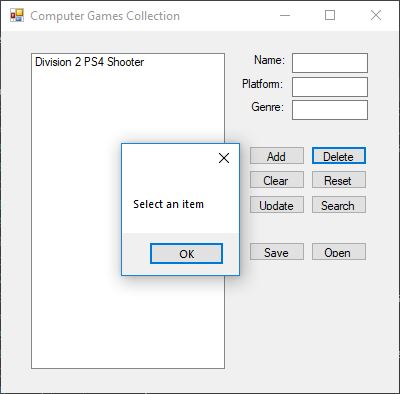 Computer Games Collection
Division 2 PS4 Shooter
Name:
Platform:
Genre:
Select an item
OK
Add
Delete
Clear
Reset
Update
Search
Save
Open